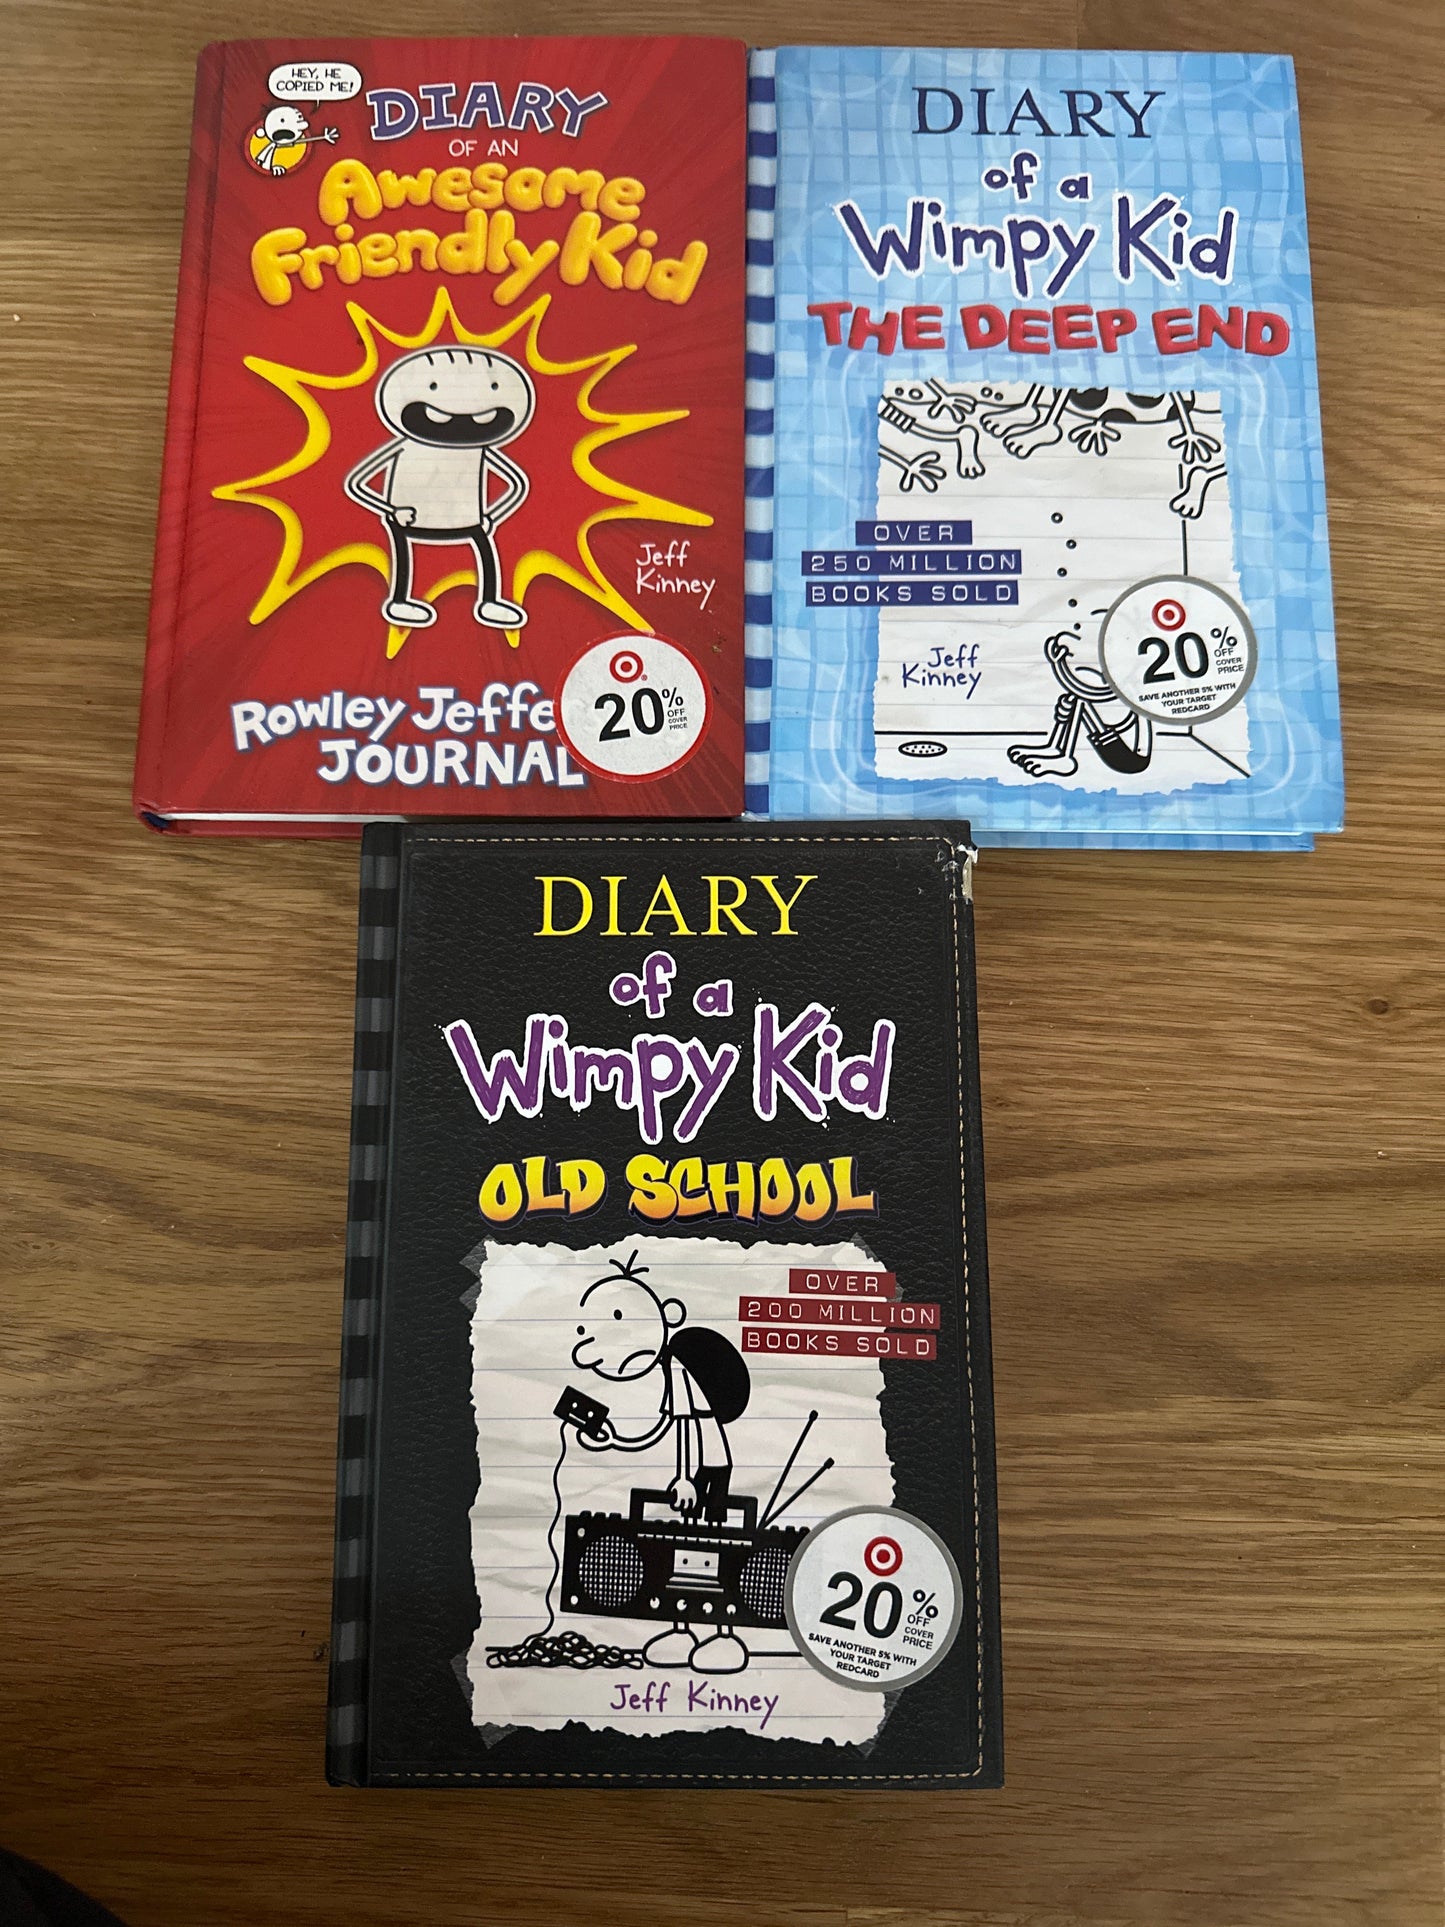 HEY, HE
COPIED ME!
DIARY
OF AN
Awesome
Friendly Kid
Jeff
Kinney
Rowley Jeffe
JOURNAL
20%
OFF
COVER
PRICE
DIARY
of a
Wimpy Kid
THE DEEP END
OVER
250 MILLION
BOOKS SOLD
Jeff
Kinney
20%
OFF
COVER
PRICE
SAVE ANOTHER 5% WITH
YOUR TARGET
REDCARD
DIARY
of a
Wimpy Kid
OLD SCHOOL
OVER
200 MILLION
BOOKS SOLD
20%
OFF
COVER
PRICE
SAVE ANOTHER 5% WITH
YOUR TARGET
REDCARD
Jeff Kinney